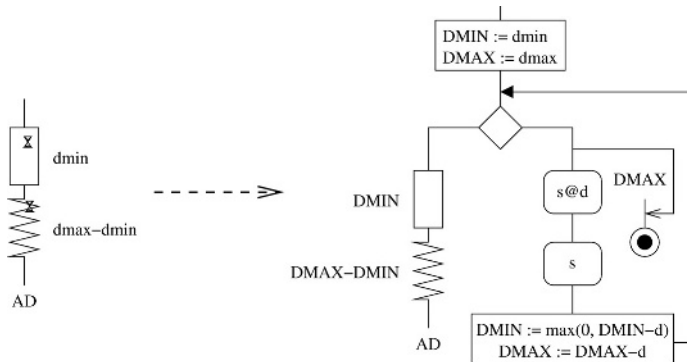 DMIN := dmin
DMAX := dmax
dmin
dmax−dmin
AD
DMIN
DMAX−DMIN
AD
s@d
DMAX
s
DMIN := max(0, DMIN−d)
DMAX := DMAX−d